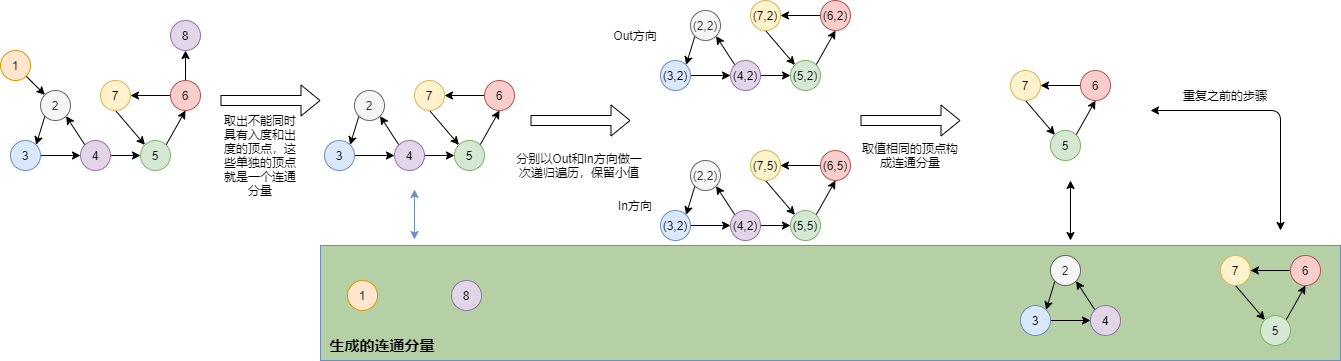 1
2
3
4
5
6
7
8
取出不能同时
具有入度和出
度的顶点，这
些单独的顶点
就是一个连通
分量
2
3
4
5
6
7
分别以Out和In方向做一
次递归遍历，保留小值
Out方向
(2,2)
(3,2)
(4,2)
(5,2)
(6,2)
(7,2)
In方向
(2,2)
(3,2)
(4,2)
(5,5)
(6,5)
(7,5)
取值相同的顶点构
成连通分量
7
6
5
重复之前的步骤
1
8
2
3
4
7
6
5
生成的连通分量